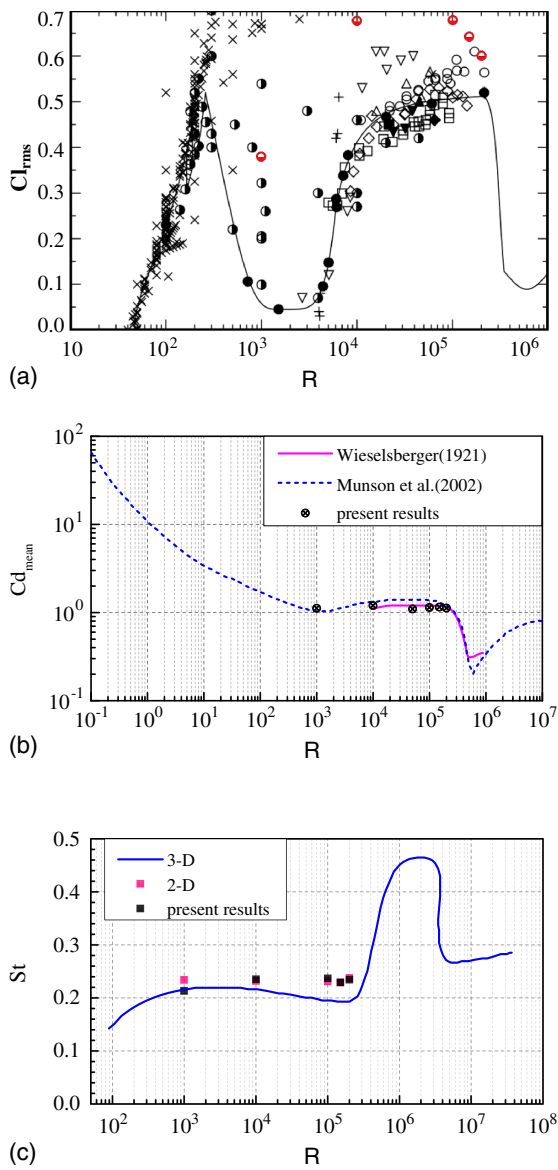 0.7
0.6
0.5
0.4
0.3
0.2
0.1
0.0
Cl_rms
10
10^2
10^3
10^4
10^5
10^6
R
(a)
10^2
10^1
10^0
10^-1
Cd_mean
Wieselsberger(1921)
Munson et al.(2002)
present results
10^-1
10^0
10^1
10^2
10^3
10^4
10^5
10^6
10^7
R
(b)
0.5
0.4
0.3
0.2
0.1
0.0
St
3-D
2-D
present results
10^2
10^3
10^4
10^5
10^6
10^7
10^8
R
(c)